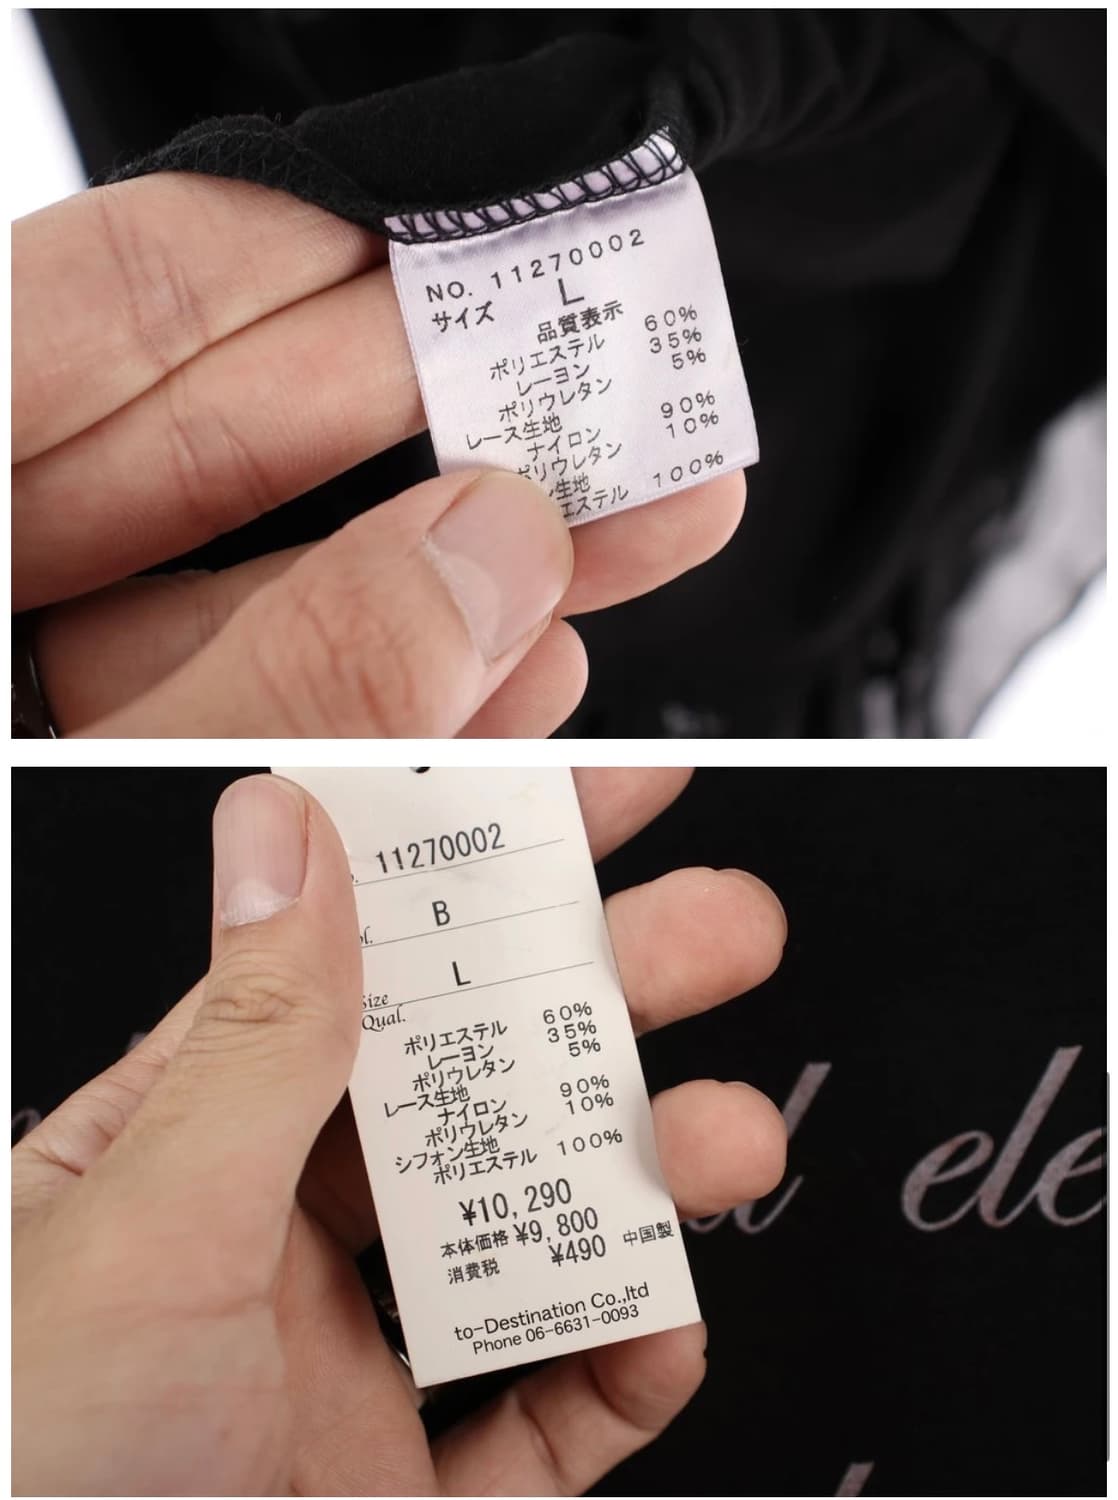 NO. 11270002
サイズ L
品質表示
ポリエステル 60%
レーヨン 35%
ポリウレタン 5%
レース生地
ナイロン 90%
ポリウレタン 10%
生地
エステル 100%
11270002
B
L
Size
Qual.
ポリエステル 60%
レーヨン 35%
ポリウレタン 5%
レース生地
ナイロン 90%
ポリウレタン 10%
シフォン生地
ポリエステル 100%
¥10,290
本体価格 ¥9,800
消費税 ¥490 中国製
to-Destination Co.,ltd
Phone 06-6631-0093
ele